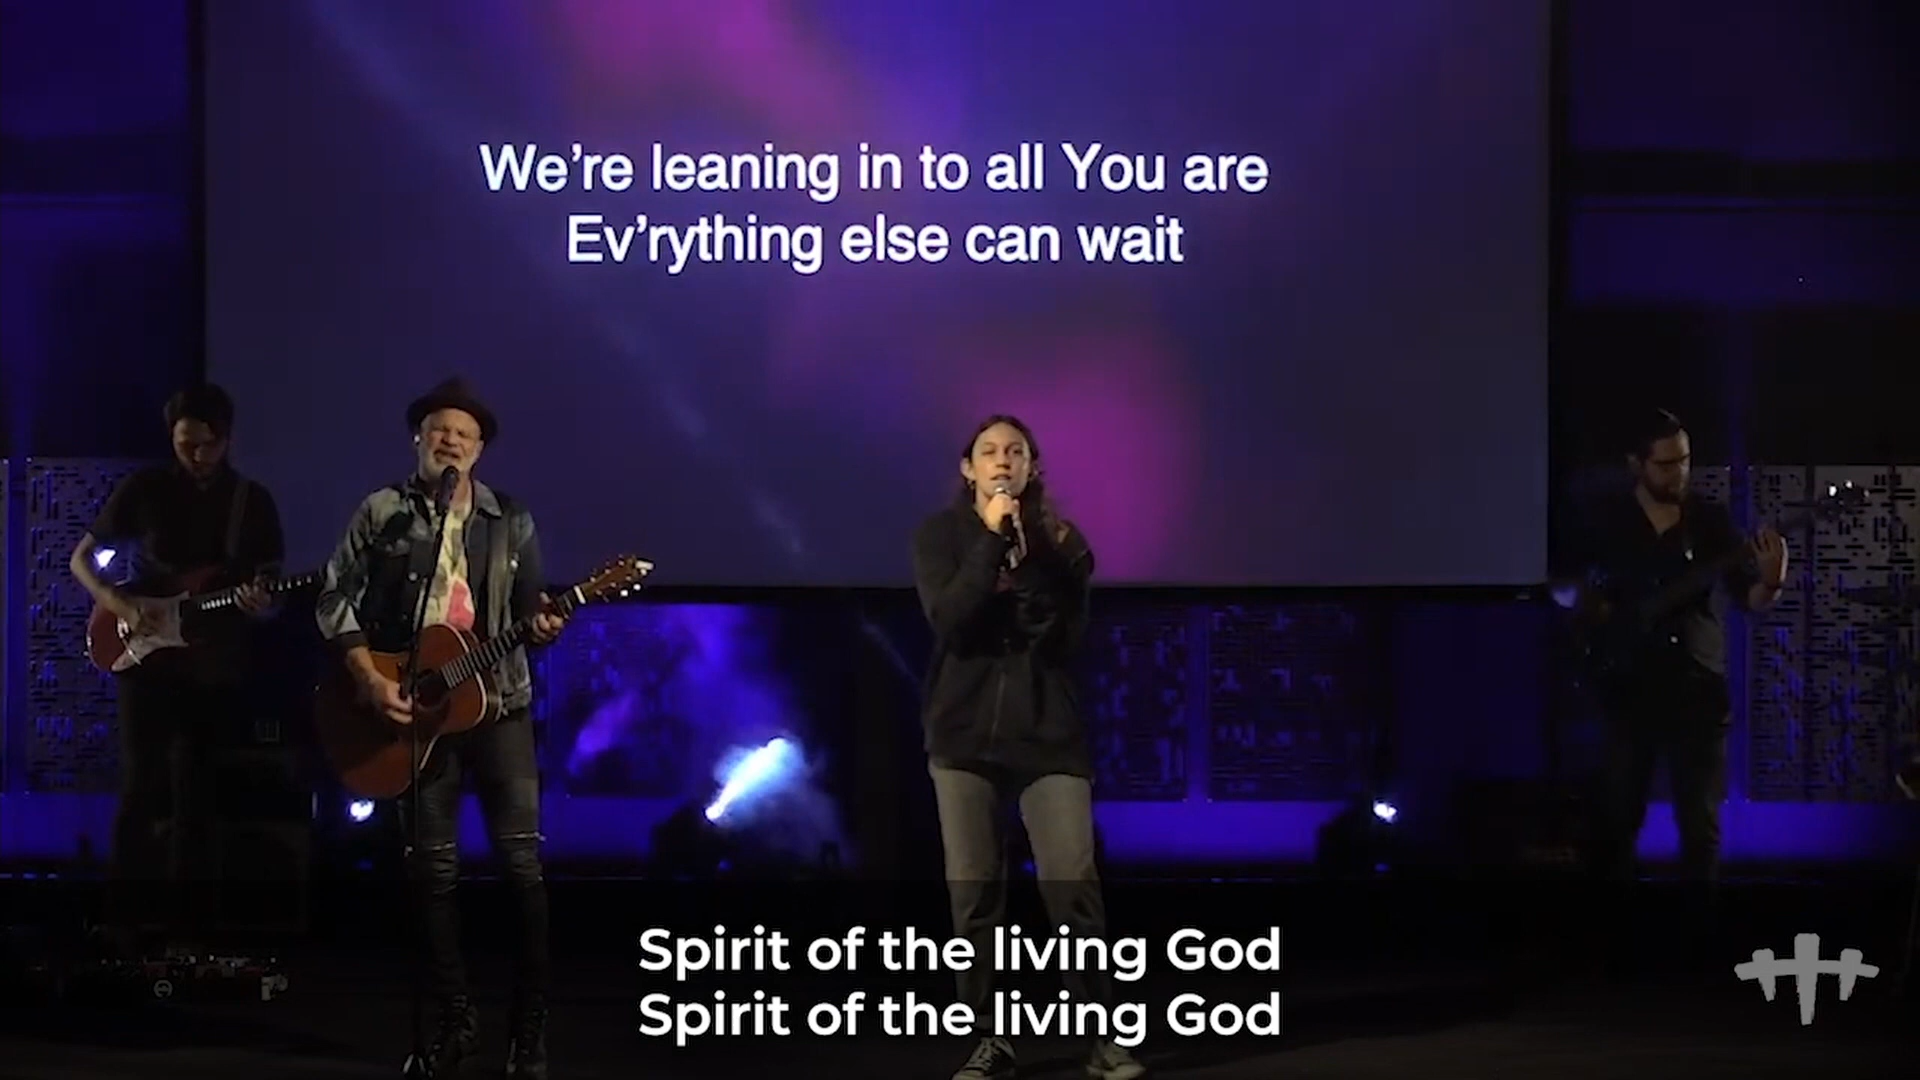 We're leaning in to all You are
Ev'rything else can wait
Spirit of the living God
Spirit of the living God